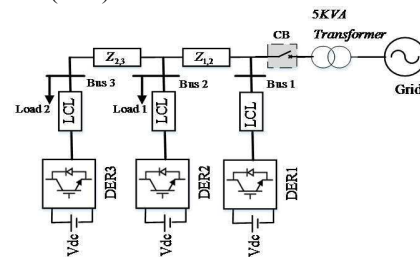 5KVA
Transformer
CB
Z2,3
Z1,2
Grid
Bus 3
Bus 2
Bus 1
Load 2
Load 1
LCL
LCL
LCL
DER3
DER2
DER1
Vdc
Vdc
Vdc